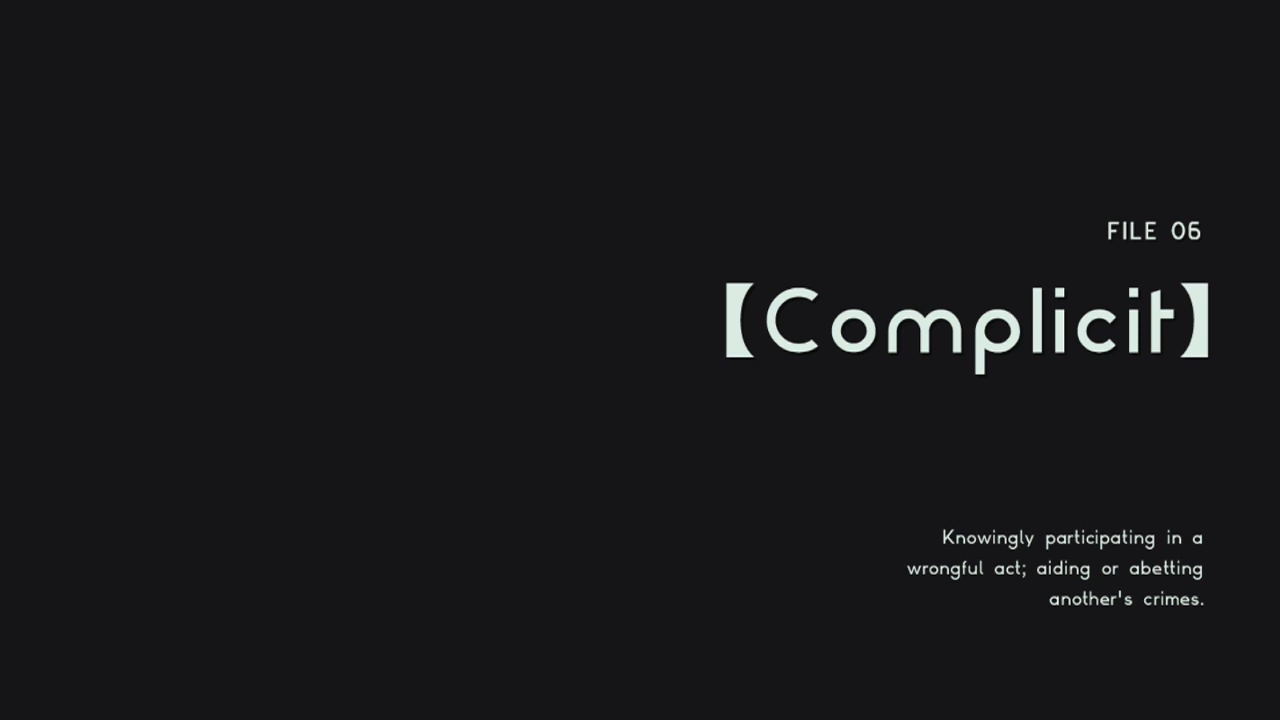 FILE 06
【Complicit】
Knowingly participating in a
wrongful act; aiding or abetting
another's crimes.